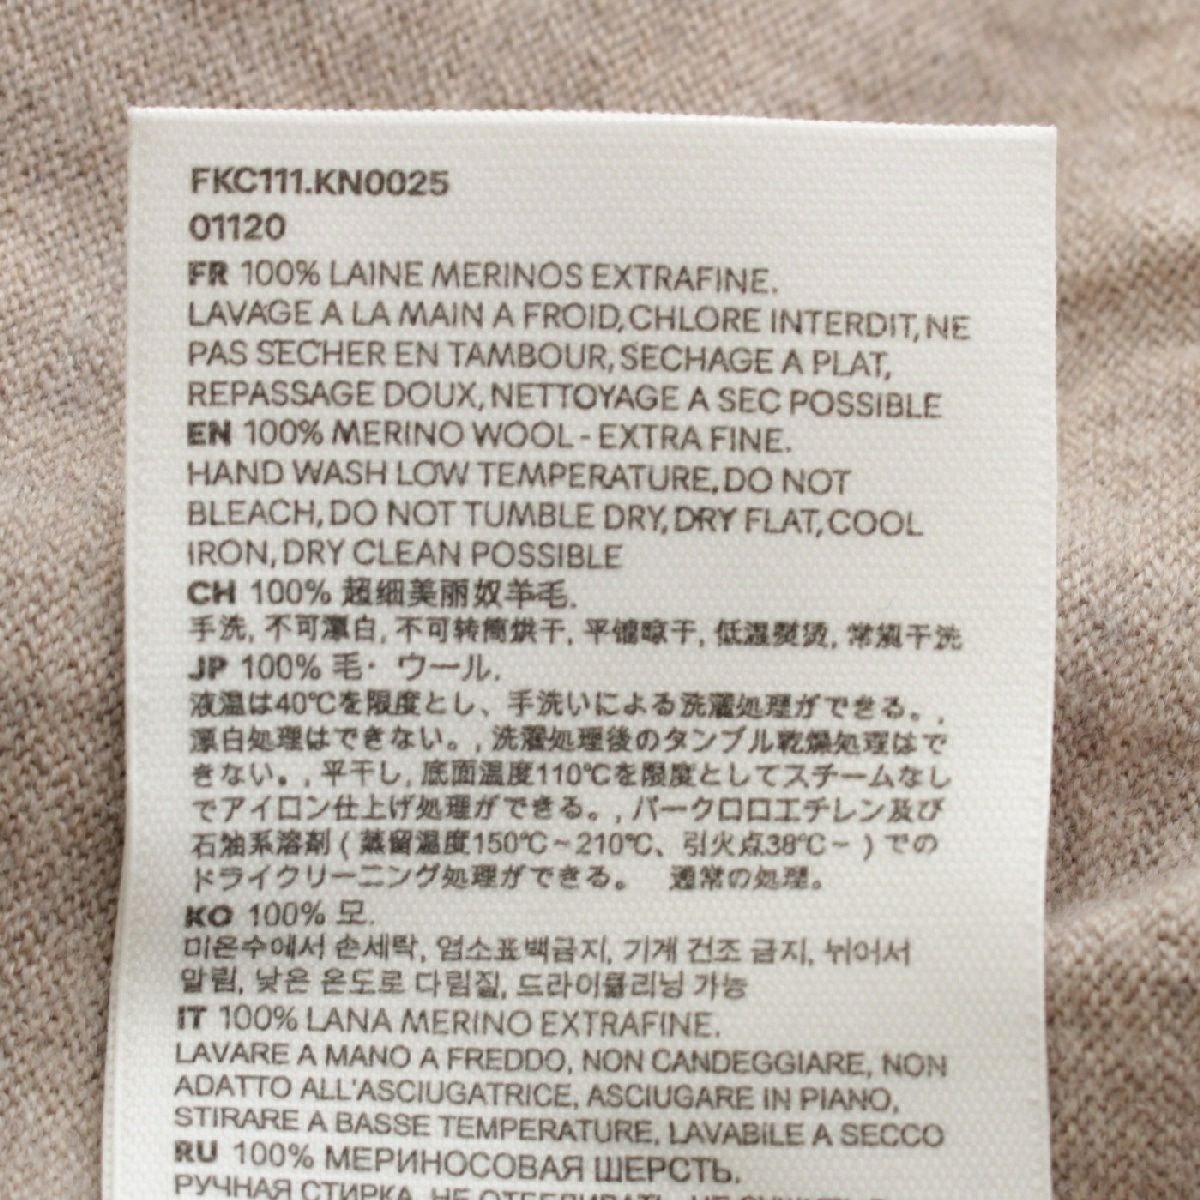 FKC111.KN0025
01120
FR 100% LAINE MERINOS EXTRAFINE.
LAVAGE A LA MAIN A FROID,CHLORE INTERDIT,NE
PAS SECHER EN TAMBOUR,SECHAGE A PLAT,
REPASSAGE DOUX,NETTOYAGE A SEC POSSIBLE
EN 100% MERINO WOOL - EXTRA FINE.
HAND WASH LOW TEMPERATURE,DO NOT
BLEACH,DO NOT TUMBLE DRY,DRY FLAT,COOL
IRON,DRY CLEAN POSSIBLE
CH 100% 超细美丽奴羊毛.
手洗, 不可漂白, 不可转筒烘干, 平铺晾干, 低温熨烫, 常规干洗
JP 100% 毛・ウール.
液温は40℃を限度とし、手洗いによる洗濯処理ができる。,
漂白処理はできない。, 洗濯処理後のタンブル乾燥処理はで
きない。, 平干し, 底面温度110℃を限度としてスチームなし
でアイロン仕上げ処理ができる。, パークロロエチレン及び
石油系溶剤 ( 蒸留温度150℃~210℃、引火点38℃~ ) での
ドライクリーニング処理ができる。 通常の処理。
KO 100% 모.
미온수에서 손세탁, 염소표백금지, 기계 건조 금지, 뉘어서
말림, 낮은 온도로 다림질, 드라이클리닝 가능
IT 100% LANA MERINO EXTRAFINE.
LAVARE A MANO A FREDDO, NON CANDEGGIARE, NON
ADATTO ALL'ASCIUGATRICE, ASCIUGARE IN PIANO,
STIRARE A BASSE TEMPERATURE, LAVABILE A SECCO
RU 100% МЕРИНОСОВАЯ ШЕРСТЬ.
РУЧНАЯ СТИРКА, НЕ ОТБЕЛИВАТЬ, НЕ